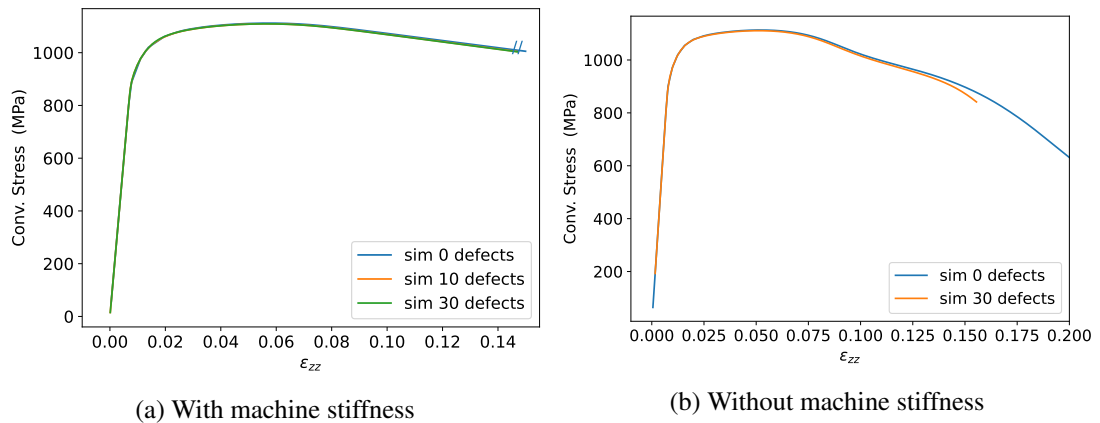 1000
800
600
400
200
0
Conv. Stress (MPa)
sim 0 defects
sim 10 defects
sim 30 defects
0.00 0.02 0.04 0.06 0.08 0.10 0.12 0.14
ε_zz
(a) With machine stiffness
1000
800
600
400
200
Conv. Stress (MPa)
sim 0 defects
sim 30 defects
0.000 0.025 0.050 0.075 0.100 0.125 0.150 0.175 0.200
ε_zz
(b) Without machine stiffness